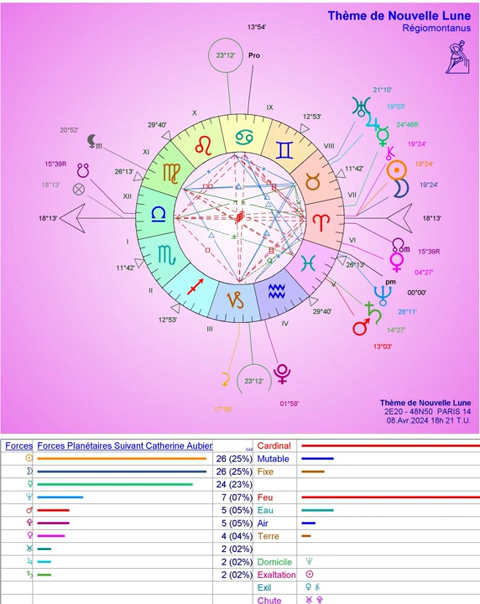 Thème de Nouvelle Lune
Régiomontanus
13°54'
23°12'
Pro
21°10'
19°03'
24°48R
19°24'
19°24'
19°24'
X
IX
12°53'
29°40'
VIII
20°52'
m
XI
11°42'
15°39R
26°13'
VII
18°13'
XII
18°13'
18°13'
I
VI
15°39R
11°42'
26°13'
04°27'
II
V
pm
00°00'
28°11'
12°53'
29°40'
14°27'
III
IV
13°03'
23°12'
01°58'
Thème de Nouvelle Lune
2E20 - 48N50 PARIS 14
08.Avr.2024 18h 21 T.U.
Forces Forces Planétaires Suivant Catherine Aubier Cardinal
26 (25%) Mutable
26 (25%) Fixe
24 (23%)
7 (07%) Feu
5 (05%) Eau
5 (05%) Air
4 (04%) Terre
2 (02%)
2 (02%) Domicile
2 (02%) Exaltation
Exil
Chute